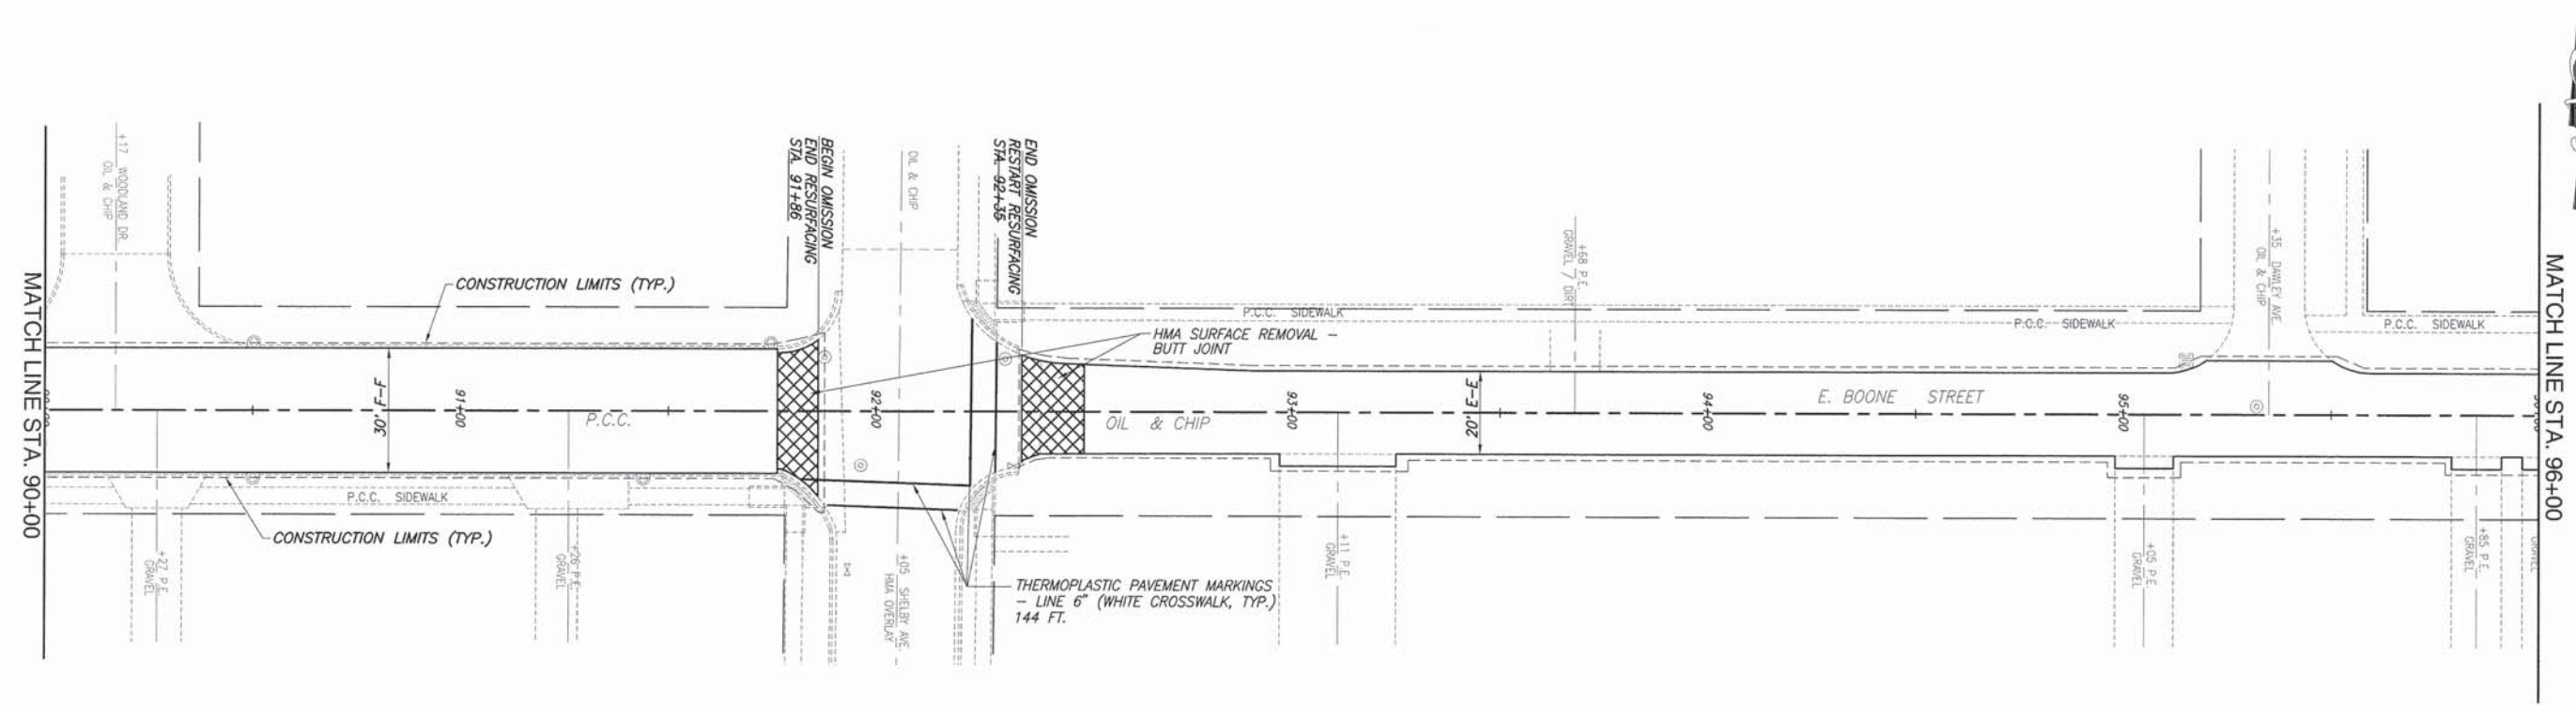 MATCH LINE STA. 90+00
+17 WOODLAND DR.
OIL & CHIP
CONSTRUCTION LIMITS (TYP.)
BEGIN OMISSION
END RESURFACING
STA. 91+86
OIL & CHIP
END OMISSION
RESTART RESURFACING
STA. 92+35
P.C.C. SIDEWALK
HMA SURFACE REMOVAL –
BUTT JOINT
+68 P.E.
GRAVEL / DIRT
P.C.C. SIDEWALK
+35 DAWLEY AVE.
OIL & CHIP
P.C.C. SIDEWALK
MATCH LINE STA. 96+00
30' F-F
91+00
P.C.C.
92+00
OIL & CHIP
93+00
20' E-E
94+00
E. BOONE STREET
95+00
P.C.C. SIDEWALK
CONSTRUCTION LIMITS (TYP.)
+27 P.E.
GRAVEL
+26 P.E.
GRAVEL
+05 SHELBY AVE.
HMA OVERLAY
THERMOPLASTIC PAVEMENT MARKINGS
– LINE 6" (WHITE CROSSWALK, TYP.)
144 FT.
+11 P.E.
GRAVEL
+05 P.E.
GRAVEL
+85 P.E.
GRAVEL
GRAVEL